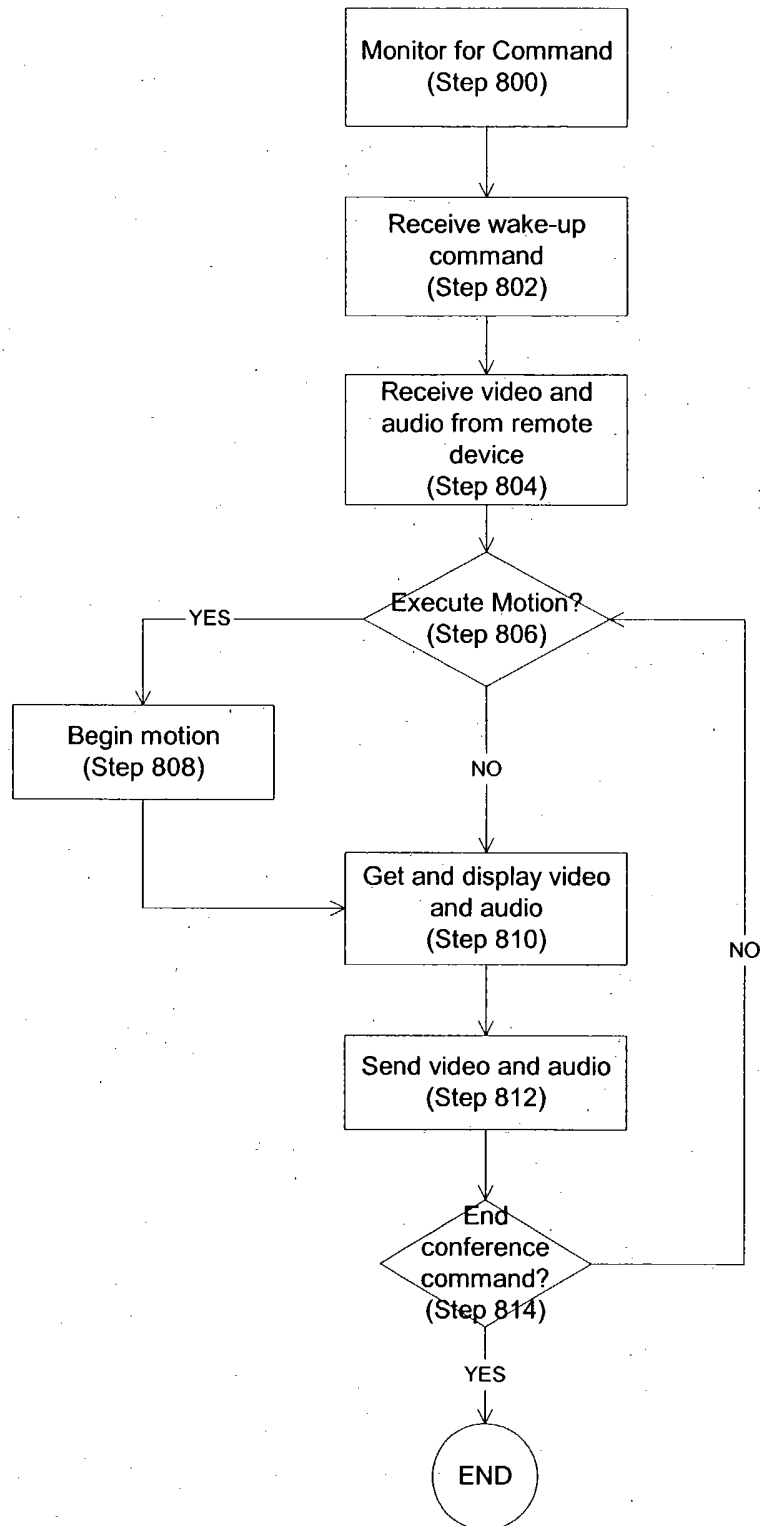 Monitor for Command
(Step 800)
Receive wake-up
command
(Step 802)
Receive video and
audio from remote
device
(Step 804)
Execute Motion?
(Step 806)
YES
Begin motion
(Step 808)
NO
Get and display video
and audio
(Step 810)
NO
Send video and audio
(Step 812)
End
conference
command?
(Step 814)
YES
END